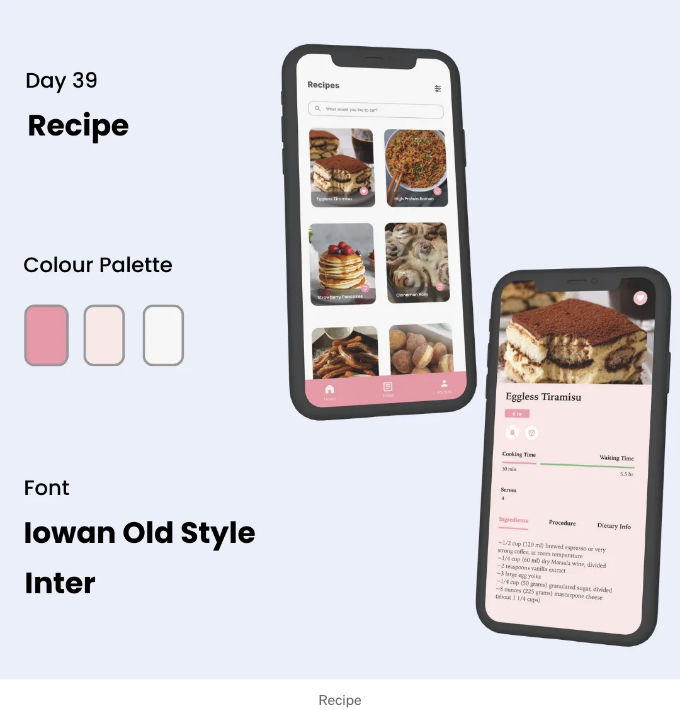 Day 39
Recipe
Colour Palette
Font
Iowan Old Style
Inter
Recipes
What would you like to eat?
Eggless Tiramisu
High Protein Ramen
Strawberry Pancakes
Cinnamon Rolls
Eggless Tiramisu
6 hr
Cooking Time
Waiting Time
30 min
5.5 hr
Serves
4
Ingredients
Procedure
Dietary Info
~1/2 cup (120 ml) brewed espresso or very
strong coffee, at room temperature
~1/4 cup (60 ml) dry Marsala wine, divided
~2 teaspoons vanilla extract
~3 large egg yolks
~1/4 cup (50 grams) granulated sugar, divided
~8 ounces (225 grams) mascarpone cheese
(about 1 1/4 cups)
Recipe